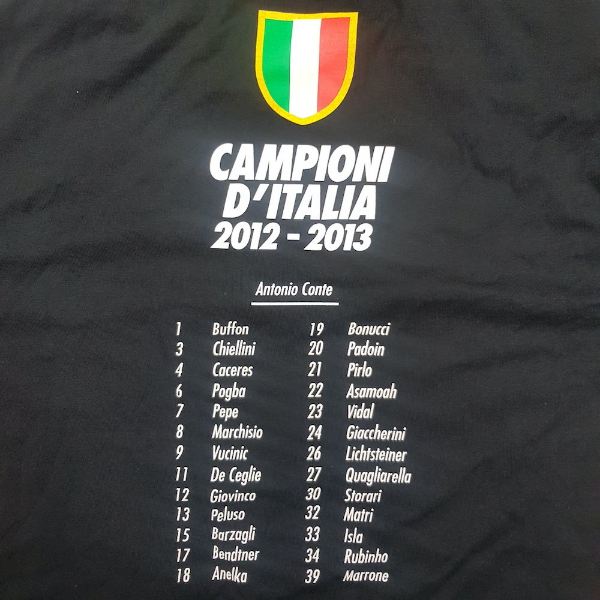 CAMPIONI
D'ITALIA
2012 - 2013
Antonio Conte
1 Buffon 19 Bonucci
3 Chiellini 20 Padoin
4 Caceres 21 Pirlo
6 Pogba 22 Asamoah
7 Pepe 23 Vidal
8 Marchisio 24 Giaccherini
9 Vucinic 26 Lichtsteiner
11 De Ceglie 27 Quagliarella
12 Giovinco 30 Storari
13 Peluso 32 Matri
15 Barzagli 33 Isla
17 Bendtner 34 Rubinho
18 Anelka 39 Marrone